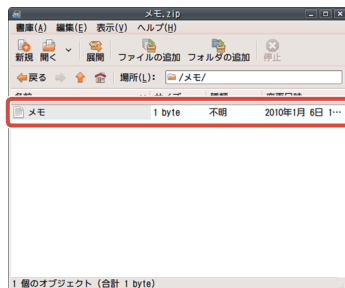 メモ.zip
書庫(A) 編集(E) 表示(V) ヘルプ(H)
新規 開く 展開 ファイルの追加 フォルダの追加 停止
戻る 場所(L): /メモ/
メモ 1 byte 不明 2010年1月 6日 1…
1 個のオブジェクト (合計 1 byte)